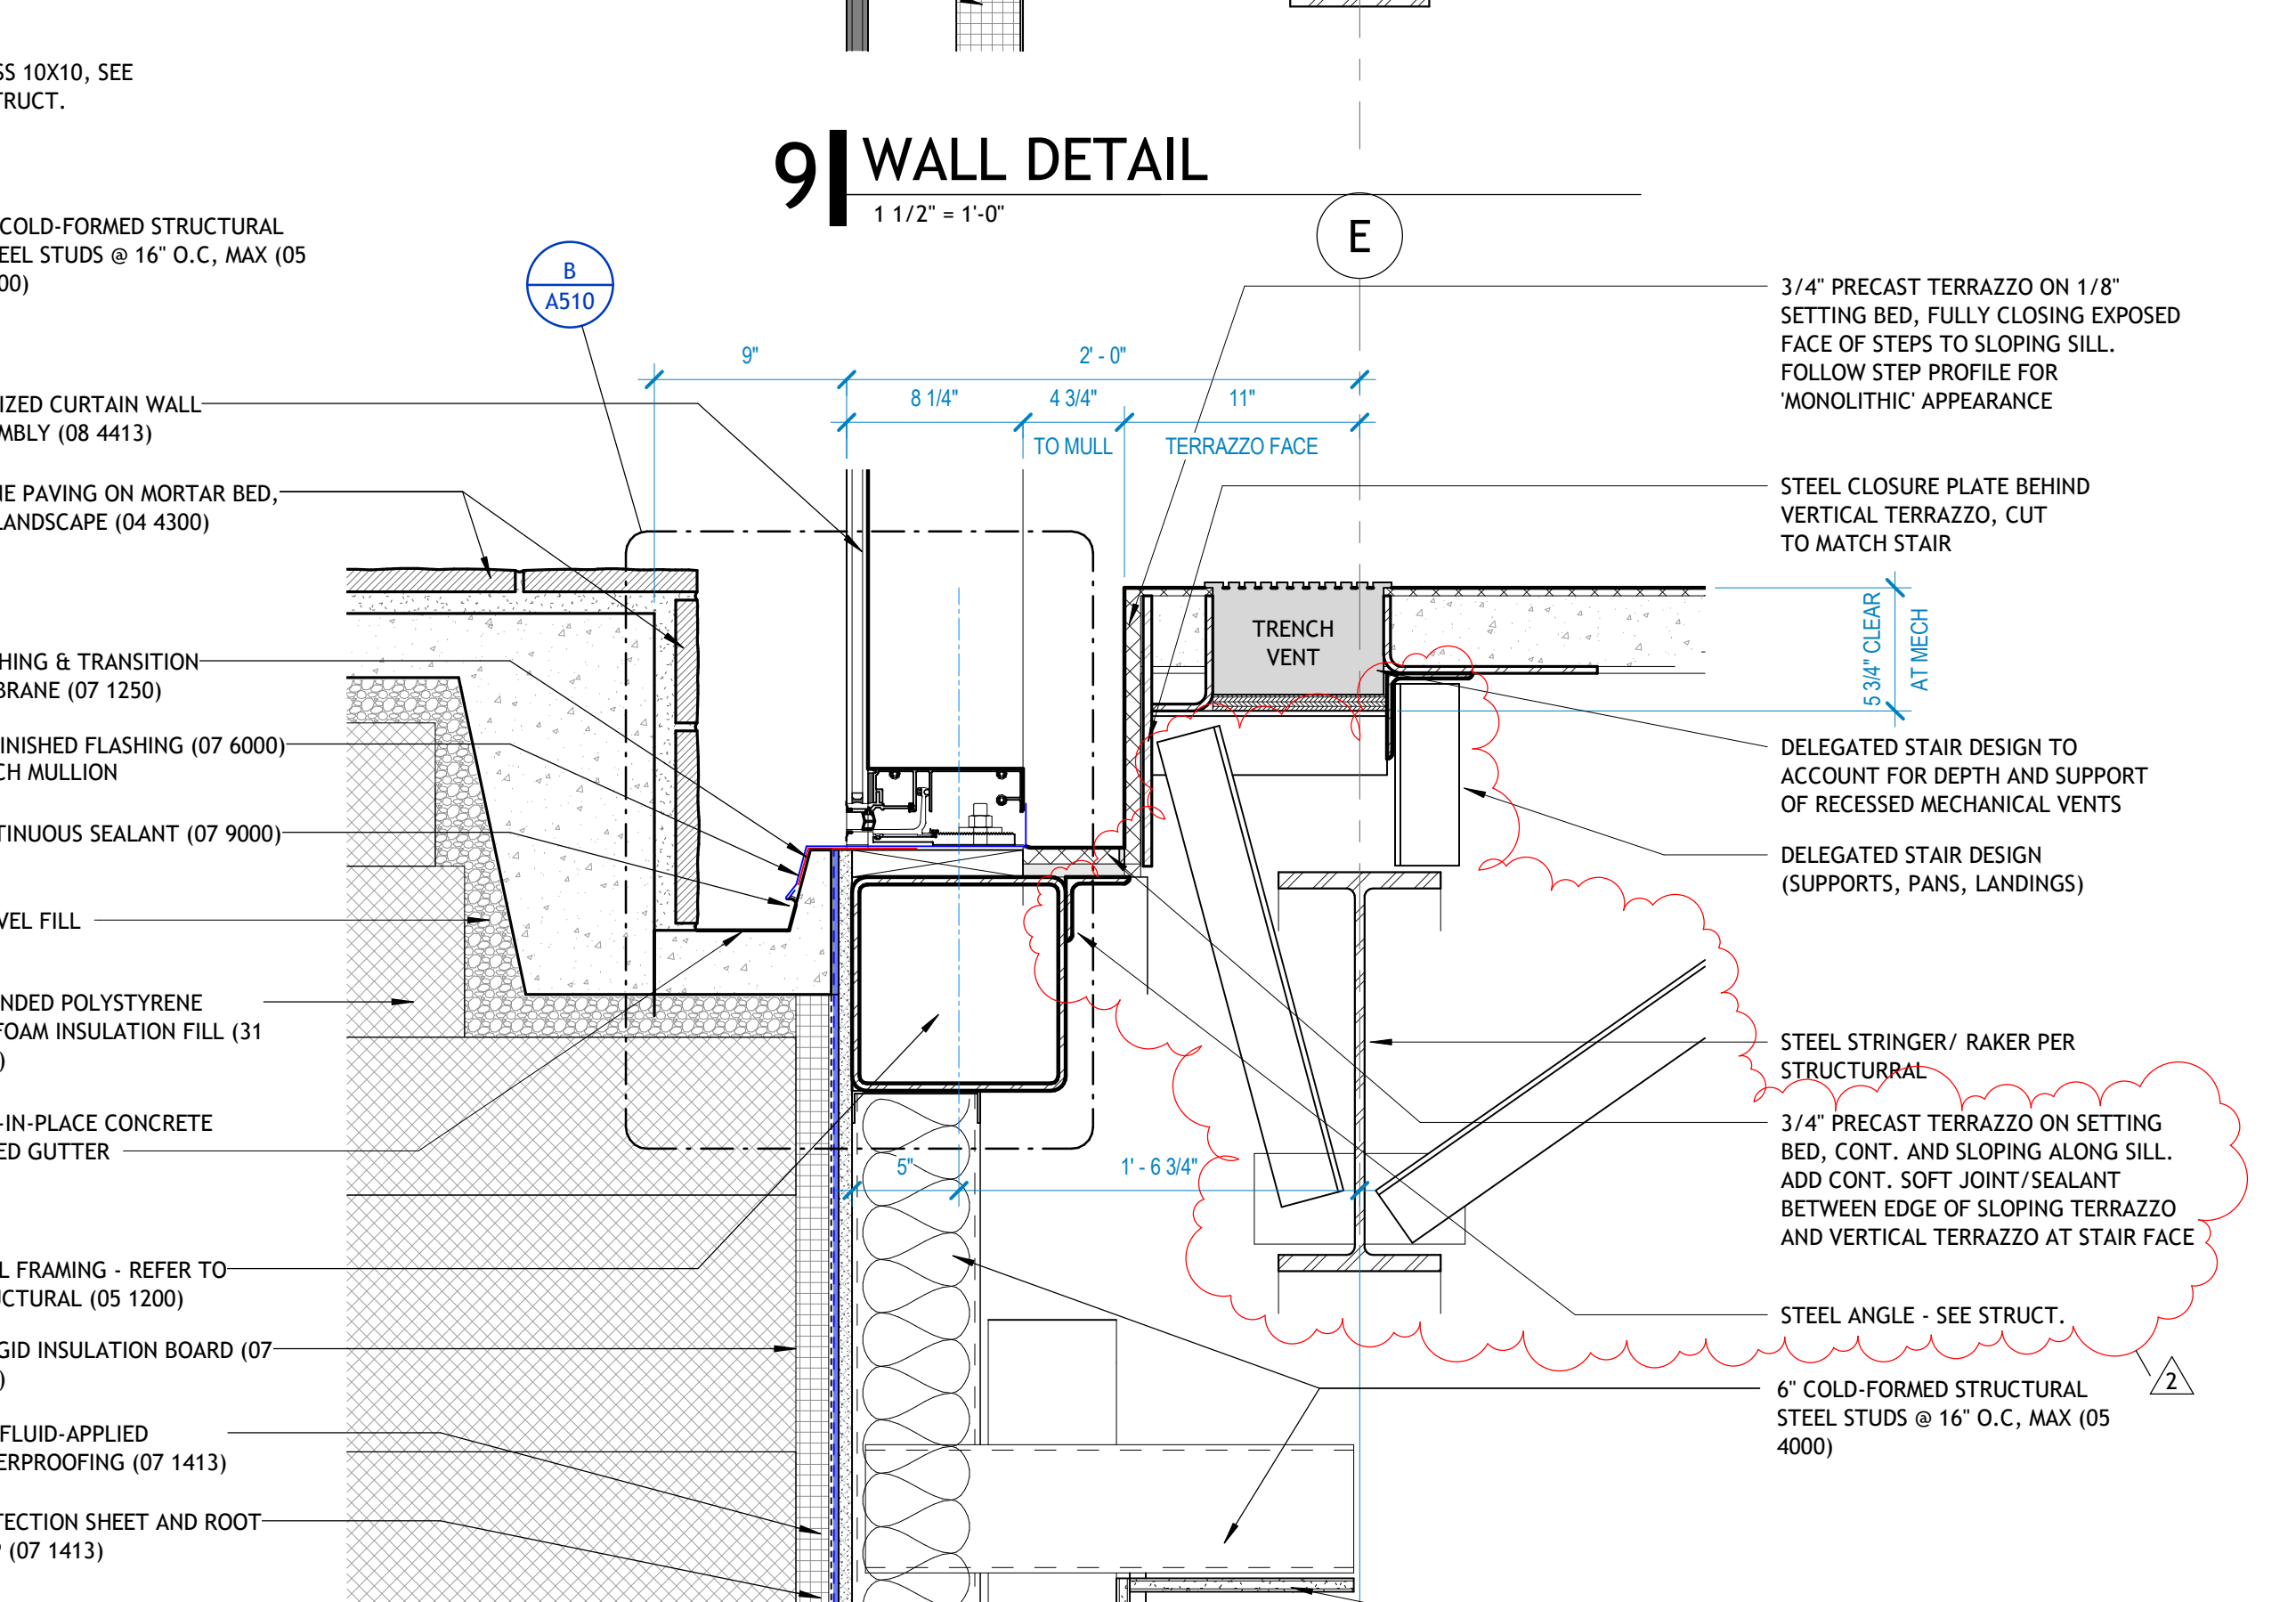 SS 10X10, SEE
TRUCT.
COLD-FORMED STRUCTURAL
EEL STUDS @ 16" O.C, MAX (05
00)
9
WALL DETAIL
1 1/2" = 1'-0"
E
B
A510
9"
2' - 0"
8 1/4"
4 3/4"
11"
TO MULL
TERRAZZO FACE
IZED CURTAIN WALL
MBLY (08 4413)
NE PAVING ON MORTAR BED,
LANDSCAPE (04 4300)
HING & TRANSITION
BRANE (07 1250)
INISHED FLASHING (07 6000)
CH MULLION
TINUOUS SEALANT (07 9000)
VEL FILL
NDED POLYSTYRENE
FOAM INSULATION FILL (31
)
-IN-PLACE CONCRETE
ED GUTTER
L FRAMING - REFER TO
UCTURAL (05 1200)
GID INSULATION BOARD (07
)
FLUID-APPLIED
ERPROOFING (07 1413)
TECTION SHEET AND ROOT
(07 1413)
TRENCH
VENT
5 3/4" CLEAR
AT MECH
5"
1' - 6 3/4"
3/4" PRECAST TERRAZZO ON 1/8"
SETTING BED, FULLY CLOSING EXPOSED
FACE OF STEPS TO SLOPING SILL.
FOLLOW STEP PROFILE FOR
'MONOLITHIC' APPEARANCE
STEEL CLOSURE PLATE BEHIND
VERTICAL TERRAZZO, CUT
TO MATCH STAIR
DELEGATED STAIR DESIGN TO
ACCOUNT FOR DEPTH AND SUPPORT
OF RECESSED MECHANICAL VENTS
DELEGATED STAIR DESIGN
(SUPPORTS, PANS, LANDINGS)
STEEL STRINGER/ RAKER PER
STRUCTURRAL
3/4" PRECAST TERRAZZO ON SETTING
BED, CONT. AND SLOPING ALONG SILL.
ADD CONT. SOFT JOINT/SEALANT
BETWEEN EDGE OF SLOPING TERRAZZO
AND VERTICAL TERRAZZO AT STAIR FACE
STEEL ANGLE - SEE STRUCT.
2
6" COLD-FORMED STRUCTURAL
STEEL STUDS @ 16" O.C, MAX (05
4000)